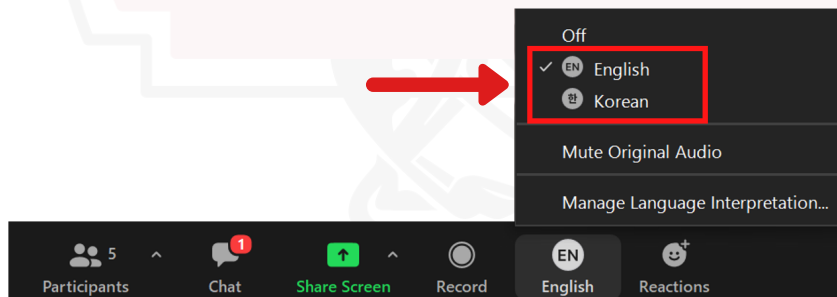 Off
EN English
한 Korean
Mute Original Audio
Manage Language Interpretation...
5
1
EN
Participants Chat Share Screen Record English Reactions